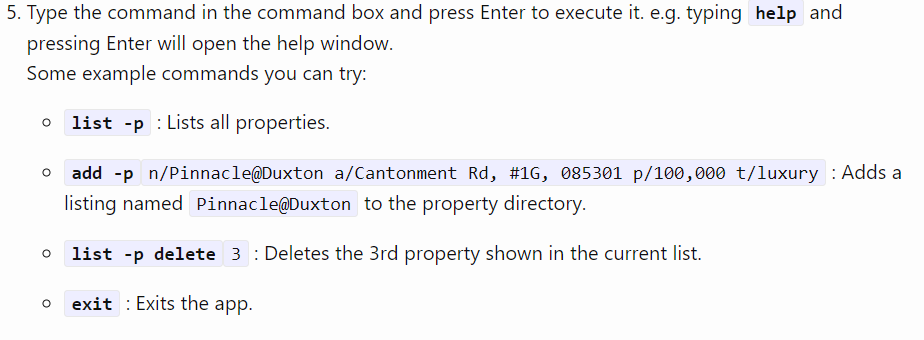 5. Type the command in the command box and press Enter to execute it. e.g. typing help and
pressing Enter will open the help window.
Some example commands you can try:
list -p : Lists all properties.
add -p n/Pinnacle@Duxton a/Cantonment Rd, #1G, 085301 p/100,000 t/luxury : Adds a
listing named Pinnacle@Duxton to the property directory.
list -p delete 3 : Deletes the 3rd property shown in the current list.
exit : Exits the app.